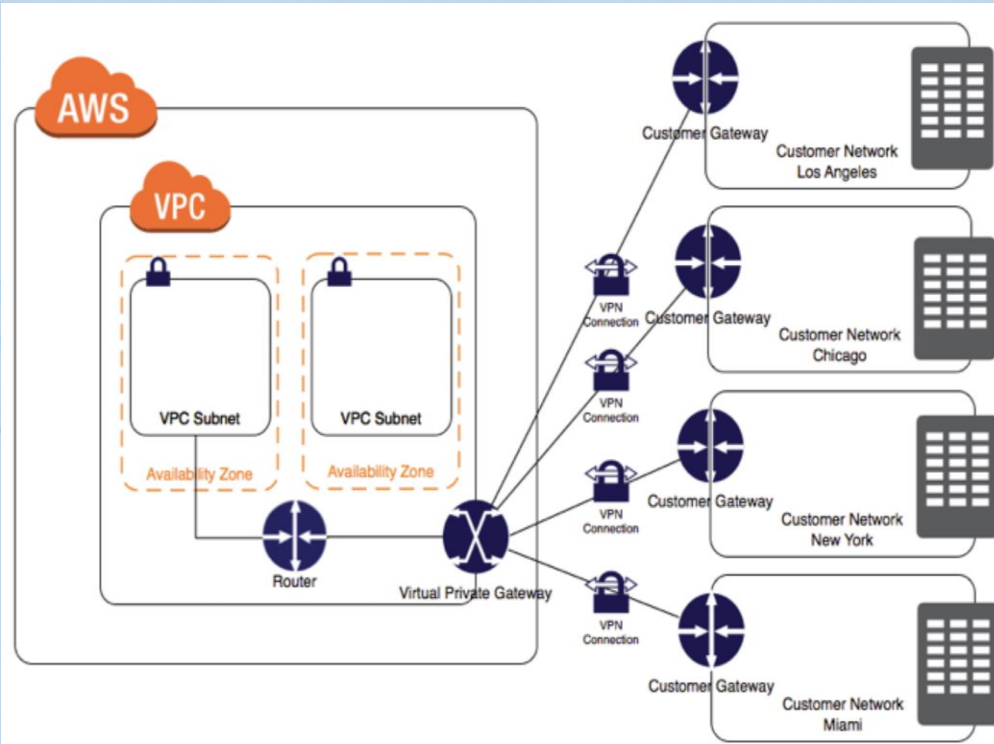 AWS
VPC
VPC Subnet
Availability Zone
VPC Subnet
Availability Zone
Router
Virtual Private Gateway
VPN
Connection
VPN
Connection
VPN
Connection
VPN
Connection
Customer Gateway
Customer Network
Los Angeles
Customer Gateway
Customer Network
Chicago
Customer Gateway
Customer Network
New York
Customer Gateway
Customer Network
Miami